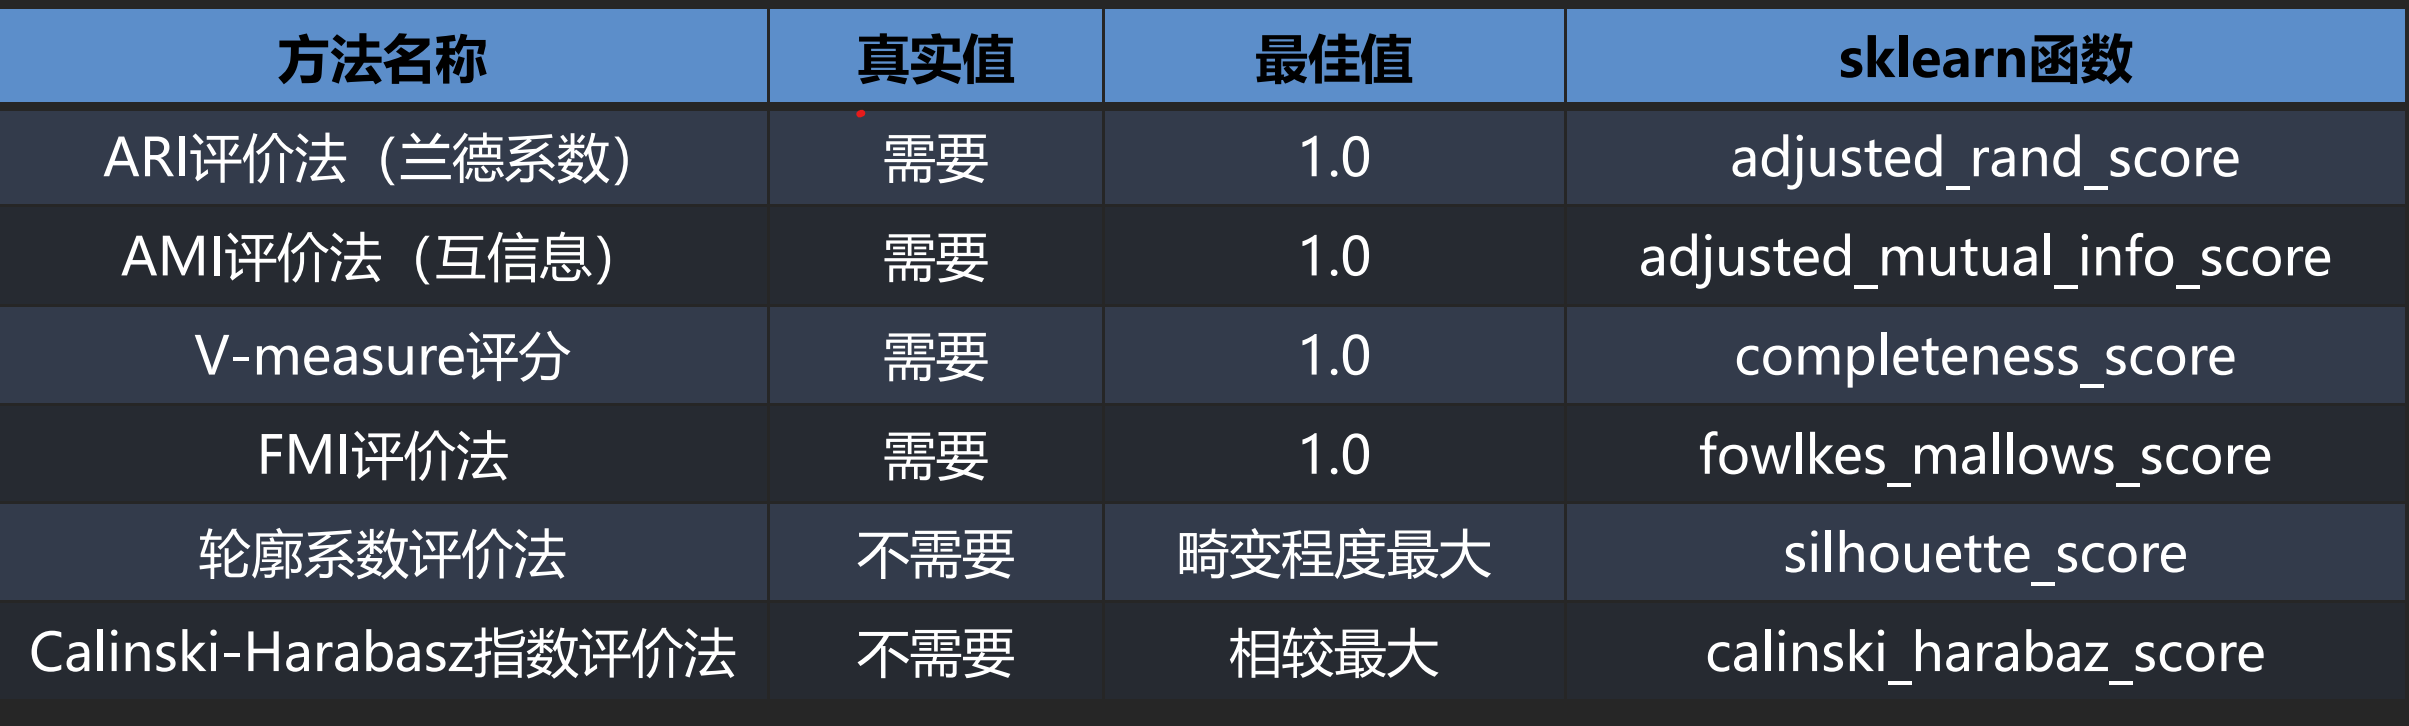 方法名称 真实值 最佳值 sklearn函数
ARI评价法（兰德系数） 需要 1.0 adjusted_rand_score
AMI评价法（互信息） 需要 1.0 adjusted_mutual_info_score
V-measure评分 需要 1.0 completeness_score
FMI评价法 需要 1.0 fowlkes_mallows_score
轮廓系数评价法 不需要 畸变程度最大 silhouette_score
Calinski-Harabasz指数评价法 不需要 相较最大 calinski_harabaz_score